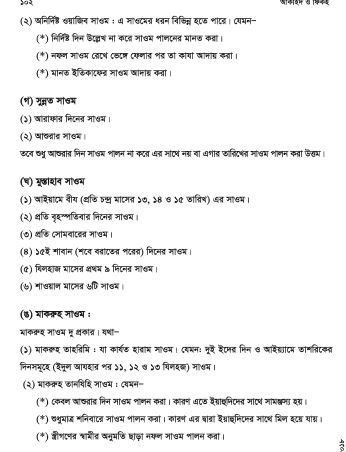 ১০২
আকাইদ ও ফিকহ
(২) অনির্দিষ্ট ওয়াজিব সাওম : এ সাওমের ধরন বিভিন্ন হতে পারে। যেমন–
(*) নির্দিষ্ট দিন উল্লেখ না করে সাওম পালনের মানত করা।
(*) নফল সাওম রেখে ভেঙ্গে ফেলার পর তা কাযা আদায় করা।
(*) মানত ইতিকাফের সাওম আদায় করা।
(গ) সুন্নত সাওম
(১) আরাফার দিনের সাওম।
(২) আশুরার সাওম।
তবে শুধু আশুরার দিন সাওম পালন না করে এর সাথে নয় বা এগার তারিখের সাওম পালন করা উত্তম।
(ঘ) মুস্তাহাব সাওম
(১) আইয়ামে বীয (প্রতি চন্দ্র মাসের ১৩, ১৪ ও ১৫ তারিখ) এর সাওম।
(২) প্রতি বৃহস্পতিবার দিনের সাওম।
(৩) প্রতি সোমবারের সাওম।
(৪) ১৫ই শাবান (শবে বরাতের পরের) দিনের সাওম।
(৫) যিলহাজ মাসের প্রথম ৯ দিনের সাওম।
(৬) শাওয়াল মাসের ৬টি সাওম।
(ঙ) মাকরুহ সাওম :
মাকরুহ সাওম দু প্রকার। যথা–
(১) মাকরুহ তাহরিমি : যা কার্যত হারাম সাওম। যেমন: দুই ইদের দিন ও আইয়্যামে তাশরিকের
দিনসমূহে (ইদুল আযহার পর ১১, ১২ ও ১৩ যিলহজ) সাওম।
(২) মাকরুহ তানযিহি সাওম : যেমন–
(*) কেবল আশুরার দিন সাওম পালন করা। কারণ এতে ইয়াহুদিদের সাথে সামঞ্জস্য হয়।
(*) শুধুমাত্র শনিবারে সাওম পালন করা। কারণ এর দ্বারা ইয়াহুদিদের সাথে মিল হয়ে যায়।
(*) স্ত্রীগণের স্বামীর অনুমতি ছাড়া নফল সাওম পালন করা।